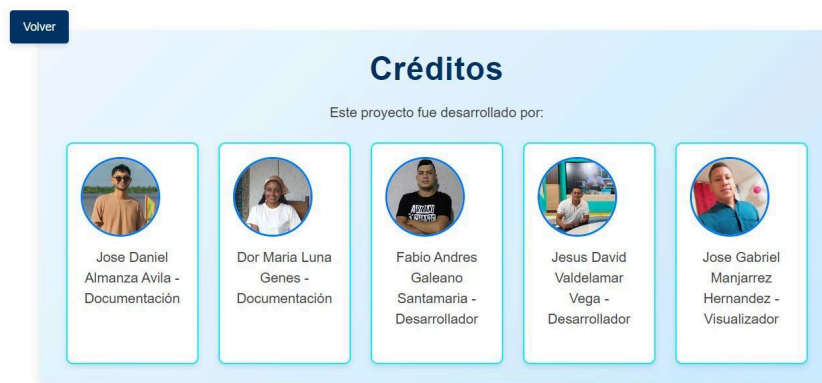 Volver
Créditos
Este proyecto fue desarrollado por:
Jose Daniel
Almanza Avila -
Documentación
Dor Maria Luna
Genes -
Documentación
Fabio Andres
Galeano
Santamaria -
Desarrollador
Jesus David
Valdelamar
Vega -
Desarrollador
Jose Gabriel
Manjarrez
Hernandez -
Visualizador